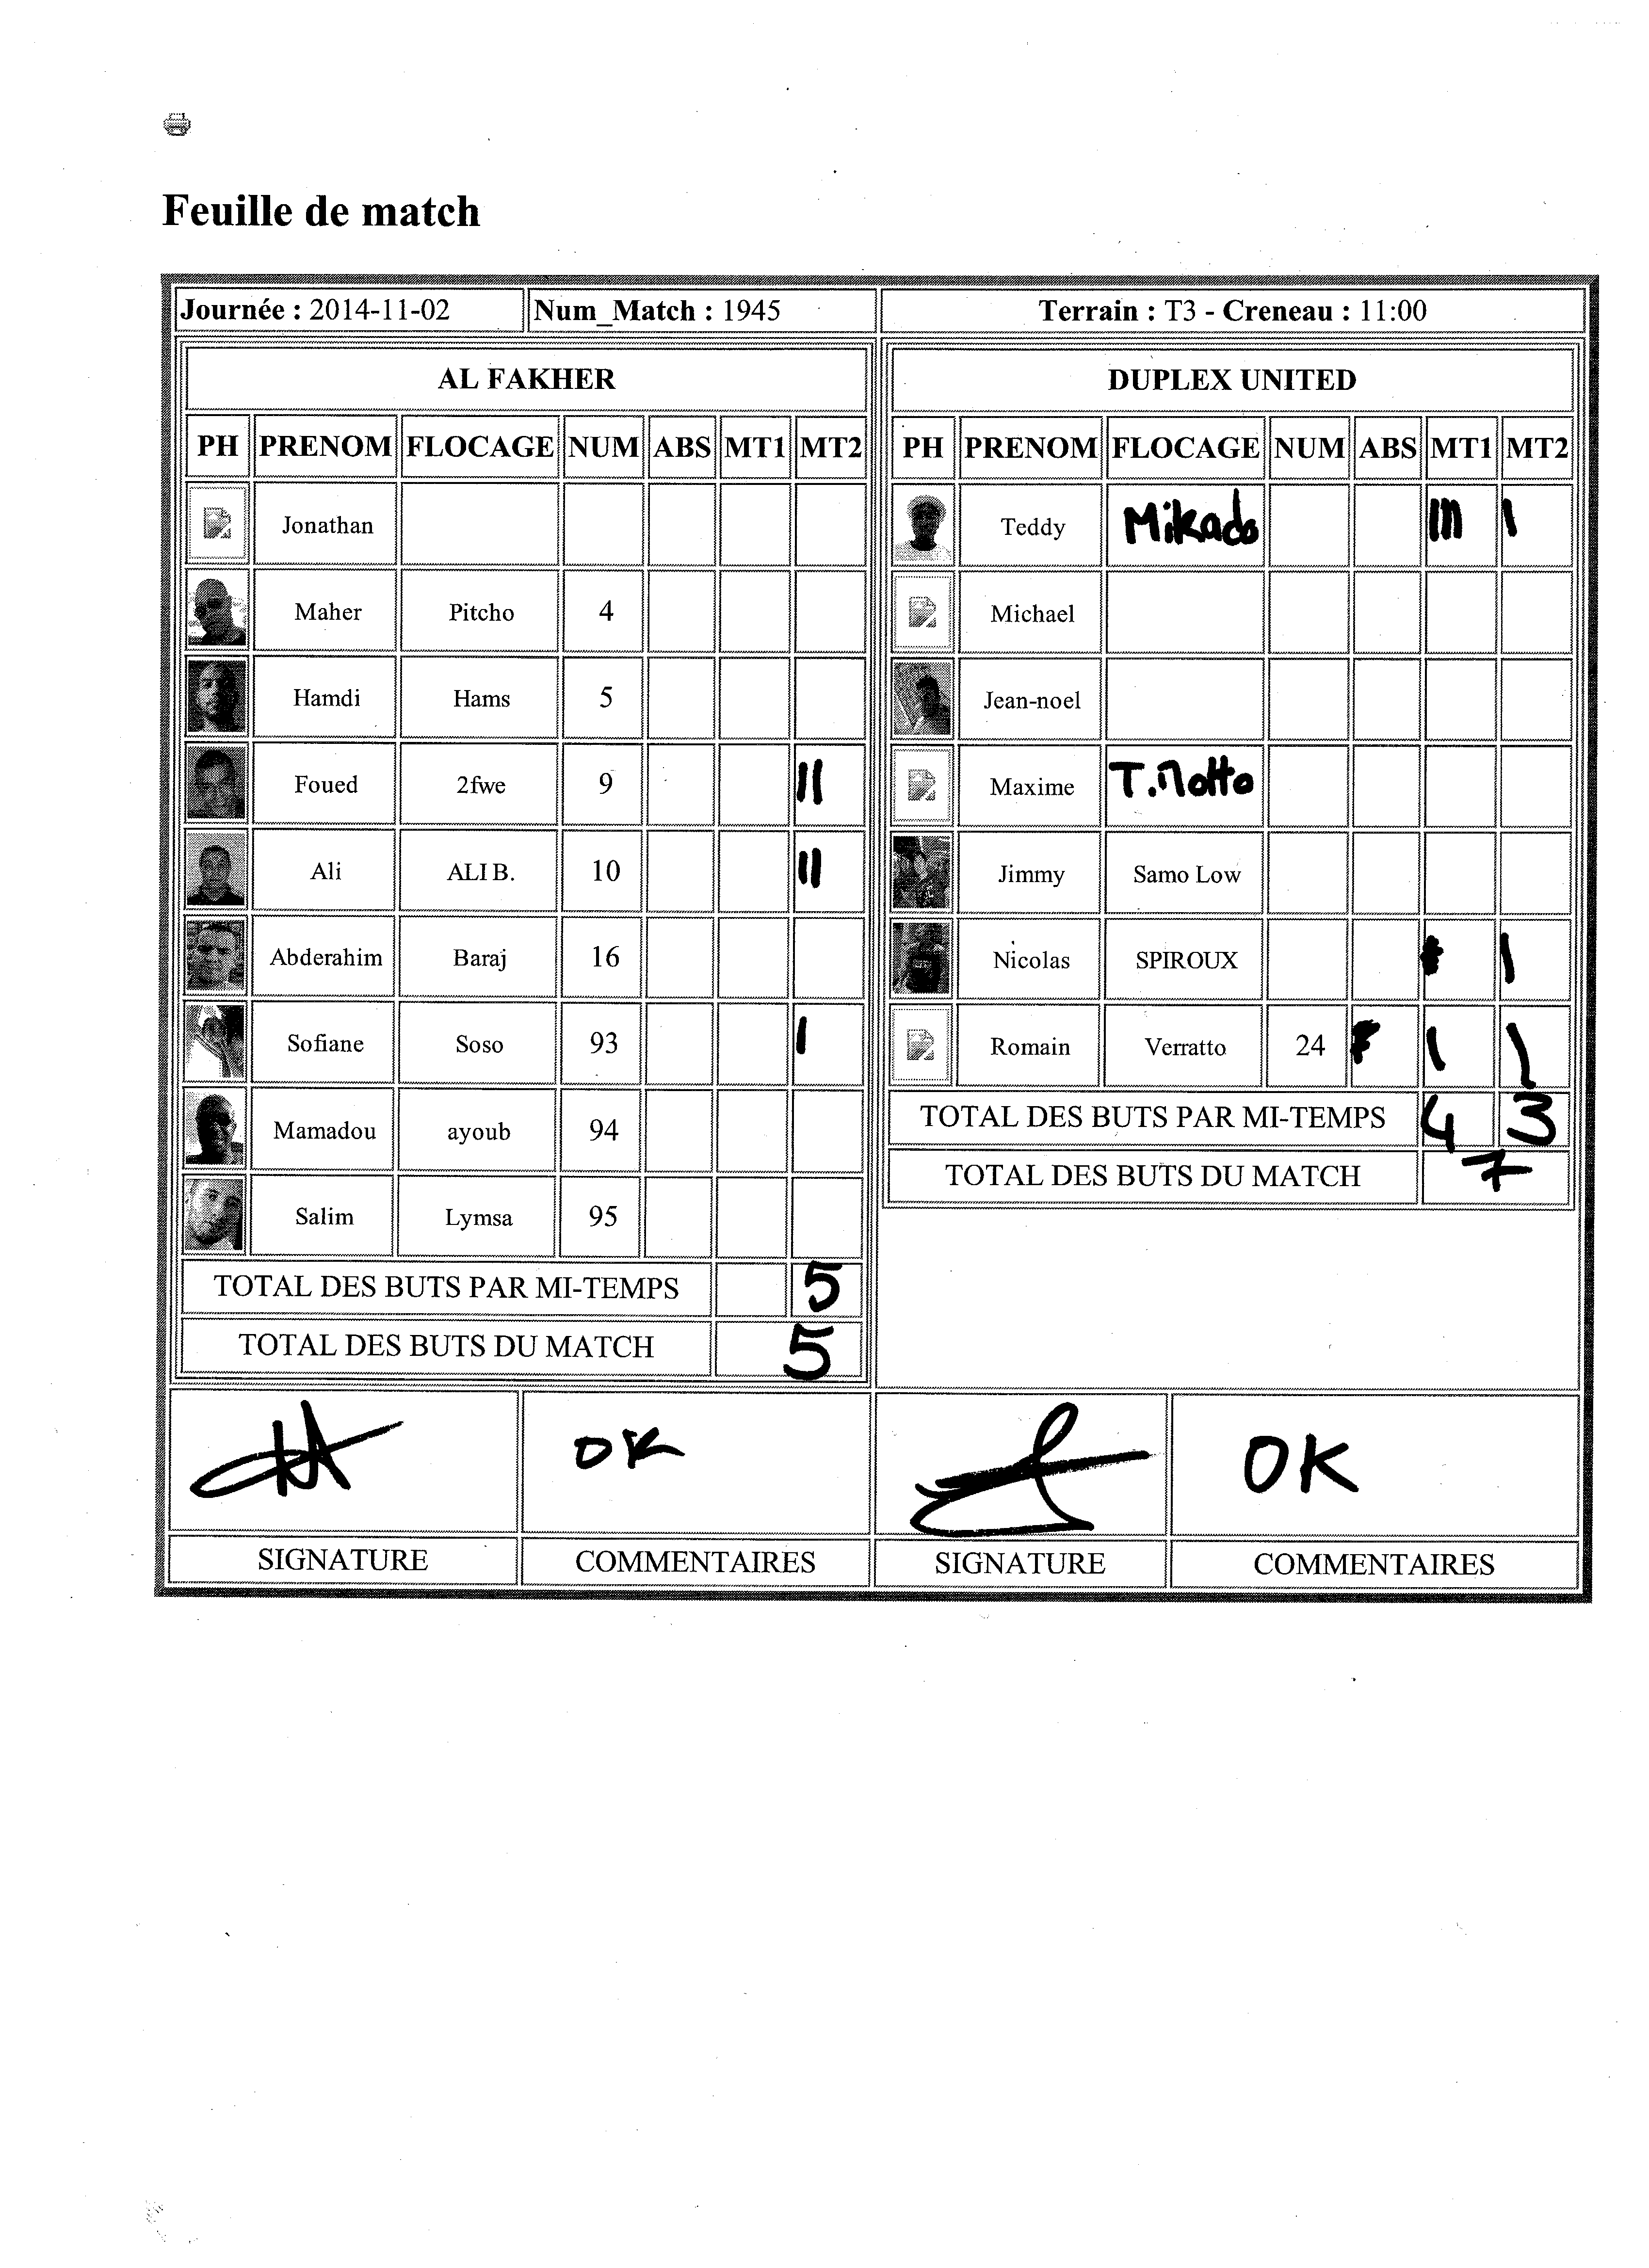 Feuille de match
Journée : 2014-11-02 Num_Match : 1945 Terrain : T3 - Creneau : 11:00
AL FAKHER
PH PRENOM FLOCAGE NUM ABS MT1 MT2
Jonathan
Maher Pitcho 4
Hamdi Hams 5
Foued 2fwe 9 II
Ali ALI B. 10 II
Abderahim Baraj 16
Sofiane Soso 93 I
Mamadou ayoub 94
Salim Lymsa 95
TOTAL DES BUTS PAR MI-TEMPS 5
TOTAL DES BUTS DU MATCH 5
DUPLEX UNITED
PH PRENOM FLOCAGE NUM ABS MT1 MT2
Teddy Mikado III I
Michael
Jean-noel
Maxime T.Motto
Jimmy Samo Low
Nicolas SPIROUX I
Romain Verratto 24 I I
TOTAL DES BUTS PAR MI-TEMPS 4 3
TOTAL DES BUTS DU MATCH 7
OK OK
SIGNATURE COMMENTAIRES SIGNATURE COMMENTAIRES